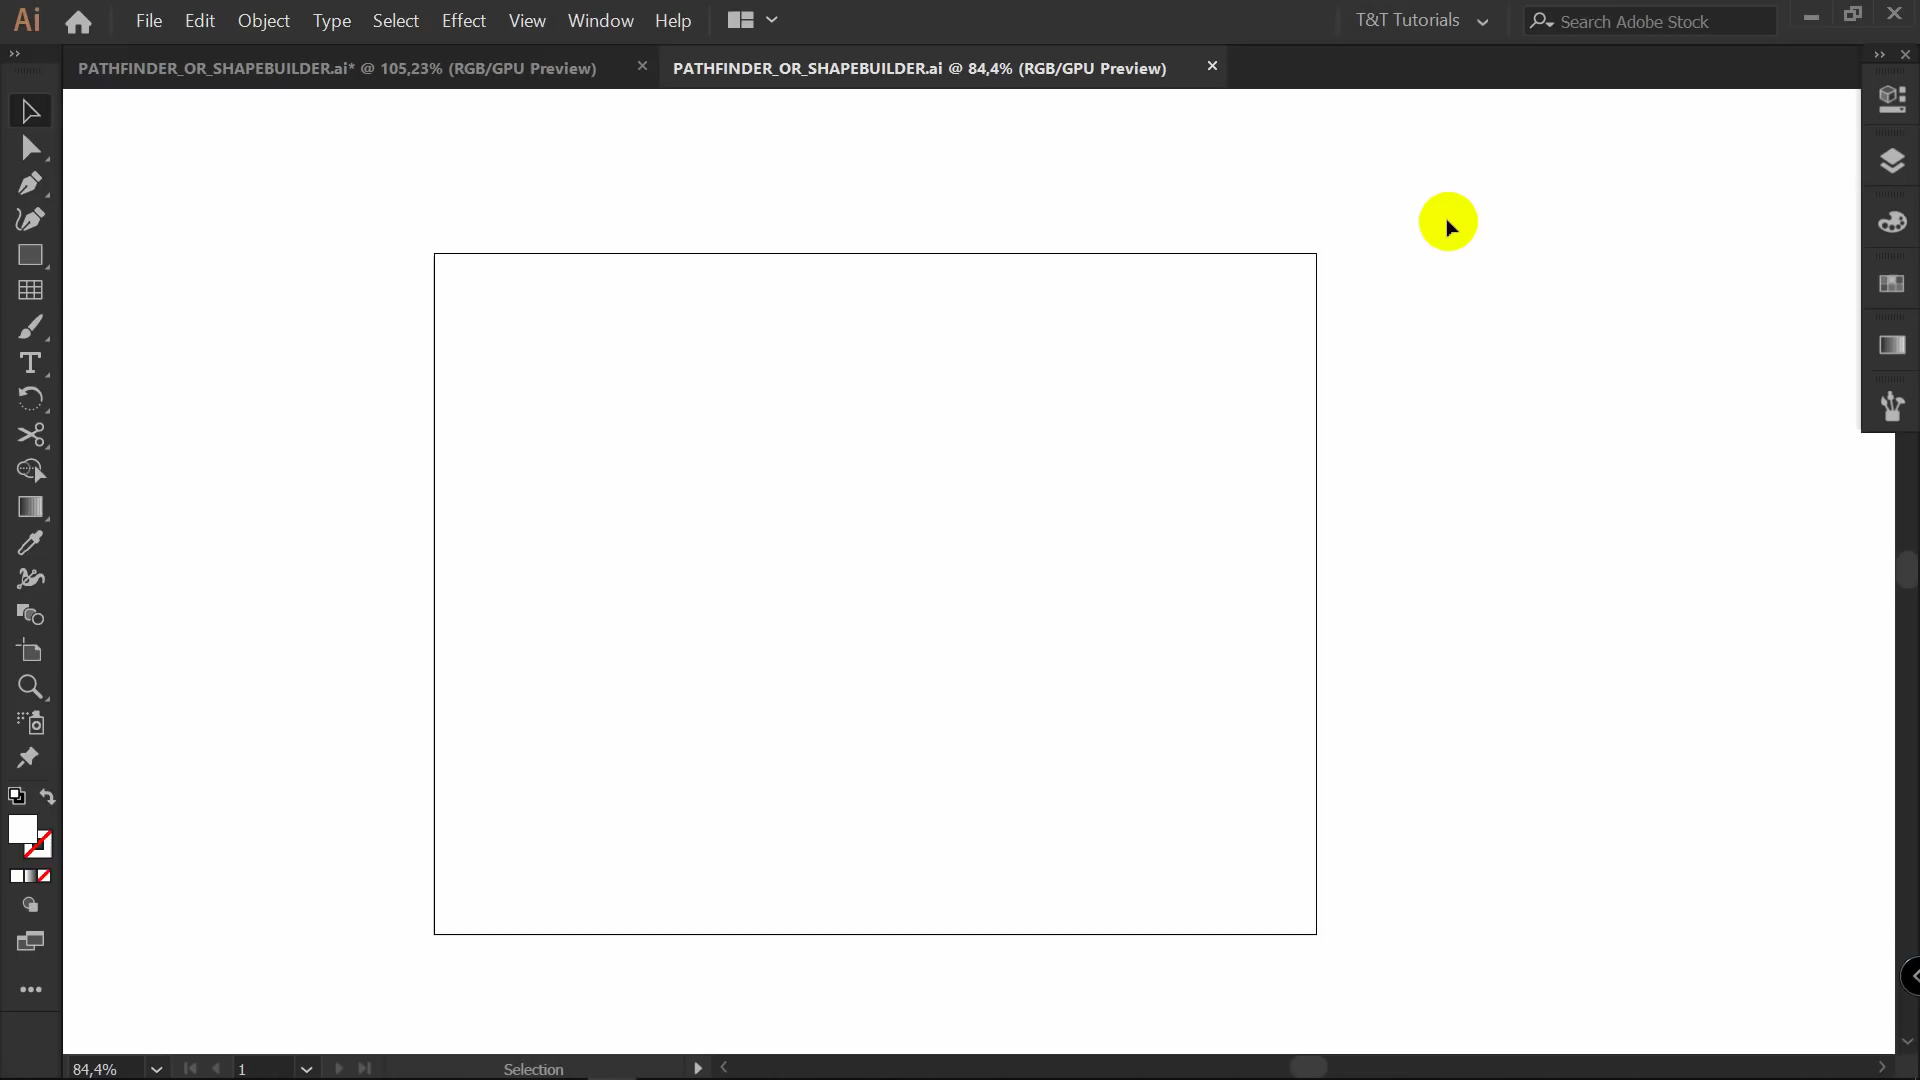 Ai File Edit Object Type Select Effect View Window Help T&T Tutorials Search Adobe Stock
PATHFINDER_OR_SHAPEBUILDER.ai* @ 105,23% (RGB/GPU Preview) PATHFINDER_OR_SHAPEBUILDER.ai @ 84,4% (RGB/GPU Preview)
84,4% 1 Selection